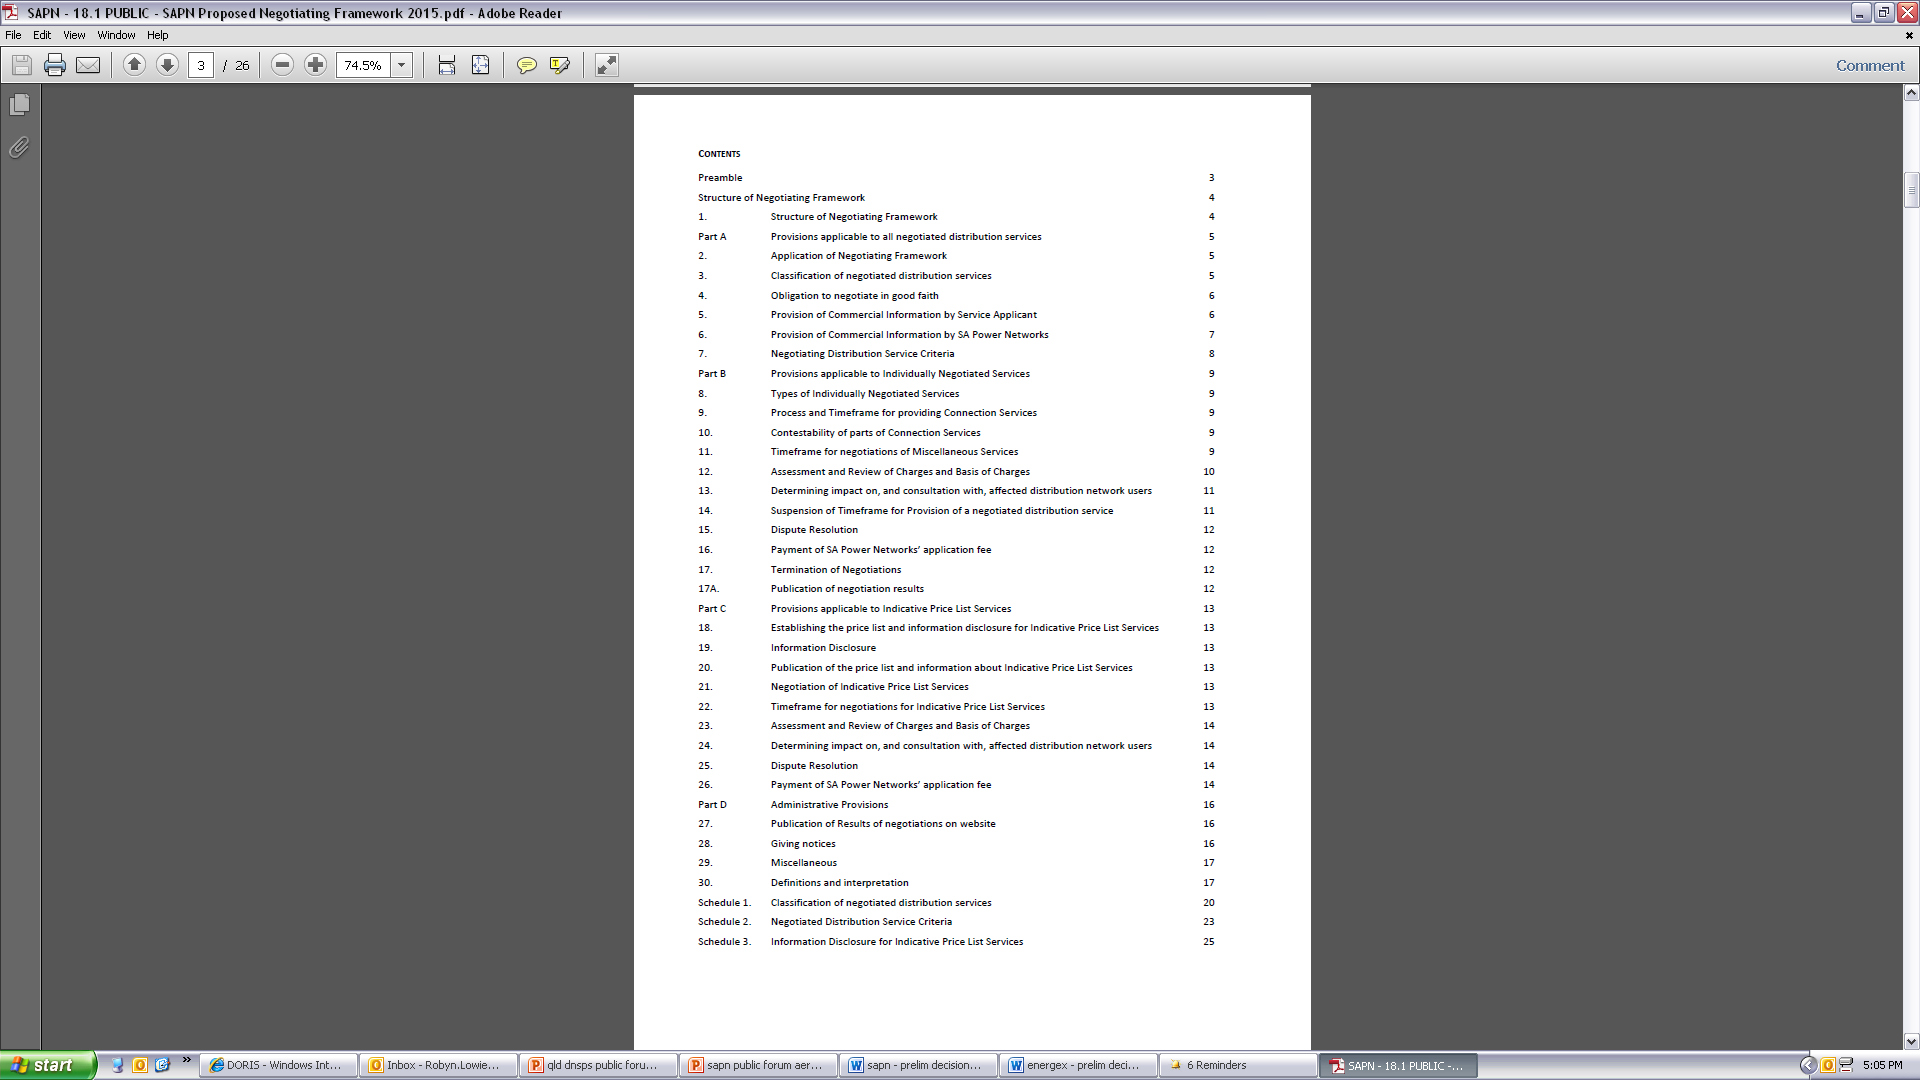 SAPN - 18.1 PUBLIC - SAPN Proposed Negotiating Framework 2015.pdf - Adobe Reader
File Edit View Window Help
3 / 26 74.5% Comment
CONTENTS
Preamble 3
Structure of Negotiating Framework 4
1. Structure of Negotiating Framework 4
Part A Provisions applicable to all negotiated distribution services 5
2. Application of Negotiating Framework 5
3. Classification of negotiated distribution services 5
4. Obligation to negotiate in good faith 6
5. Provision of Commercial Information by Service Applicant 6
6. Provision of Commercial Information by SA Power Networks 7
7. Negotiating Distribution Service Criteria 8
Part B Provisions applicable to Individually Negotiated Services 9
8. Types of Individually Negotiated Services 9
9. Process and Timeframe for providing Connection Services 9
10. Contestability of parts of Connection Services 9
11. Timeframe for negotiations of Miscellaneous Services 9
12. Assessment and Review of Charges and Basis of Charges 10
13. Determining impact on, and consultation with, affected distribution network users 11
14. Suspension of Timeframe for Provision of a negotiated distribution service 11
15. Dispute Resolution 12
16. Payment of SA Power Networks’ application fee 12
17. Termination of Negotiations 12
17A. Publication of negotiation results 12
Part C Provisions applicable to Indicative Price List Services 13
18. Establishing the price list and information disclosure for Indicative Price List Services 13
19. Information Disclosure 13
20. Publication of the price list and information about Indicative Price List Services 13
21. Negotiation of Indicative Price List Services 13
22. Timeframe for negotiations for Indicative Price List Services 13
23. Assessment and Review of Charges and Basis of Charges 14
24. Determining impact on, and consultation with, affected distribution network users 14
25. Dispute Resolution 14
26. Payment of SA Power Networks’ application fee 14
Part D Administrative Provisions 16
27. Publication of Results of negotiations on website 16
28. Giving notices 16
29. Miscellaneous 17
30. Definitions and interpretation 17
Schedule 1. Classification of negotiated distribution services 20
Schedule 2. Negotiated Distribution Service Criteria 23
Schedule 3. Information Disclosure for Indicative Price List Services 25
start DORIS - Windows Int... Inbox - Robyn.Lowie... qld dnsps public foru... sapn public forum aer... sapn - prelim decision... energex - prelim deci... 6 Reminders SAPN - 18.1 PUBLIC -... 5:05 PM